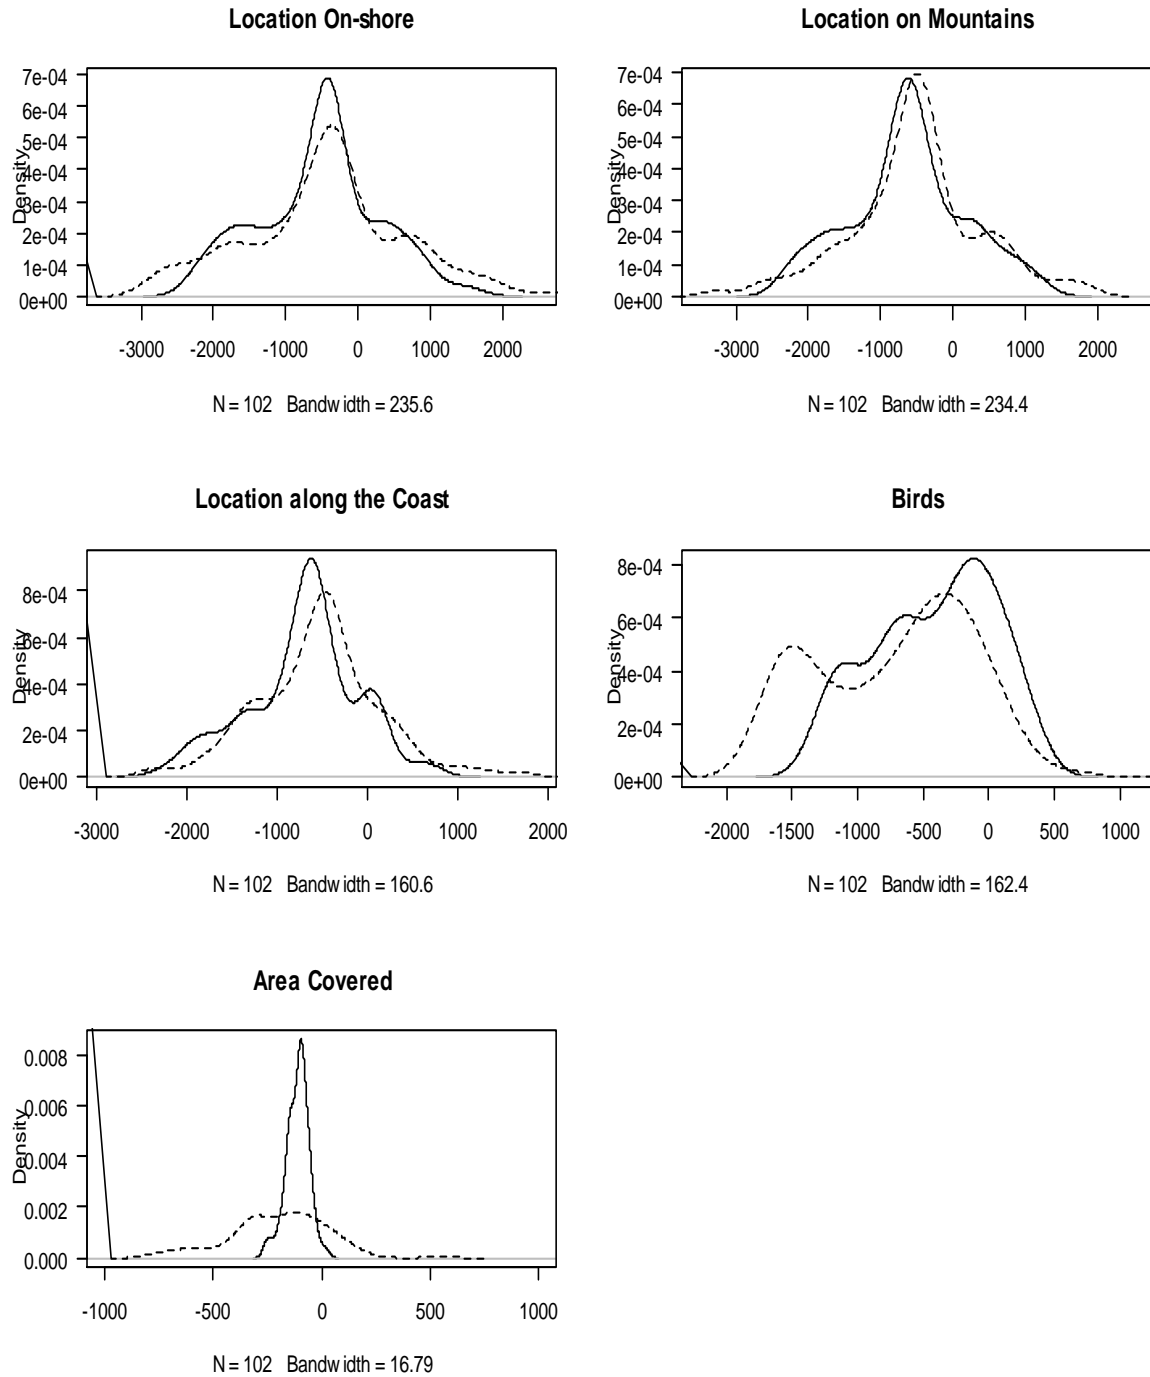 Location On-shore
Density
7e-04
6e-04
5e-04
4e-04
3e-04
2e-04
1e-04
0e+00
-3000 -2000 -1000 0 1000 2000
N = 102 Bandwidth = 235.6
Location on Mountains
Density
7e-04
6e-04
5e-04
4e-04
3e-04
2e-04
1e-04
0e+00
-3000 -2000 -1000 0 1000 2000
N = 102 Bandwidth = 234.4
Location along the Coast
Density
8e-04
6e-04
4e-04
2e-04
0e+00
-3000 -2000 -1000 0 1000 2000
N = 102 Bandwidth = 160.6
Birds
Density
8e-04
6e-04
4e-04
2e-04
0e+00
-2000 -1500 -1000 -500 0 500 1000
N = 102 Bandwidth = 162.4
Area Covered
Density
0.008
0.006
0.004
0.002
0.000
-1000 -500 0 500 1000
N = 102 Bandwidth = 16.79